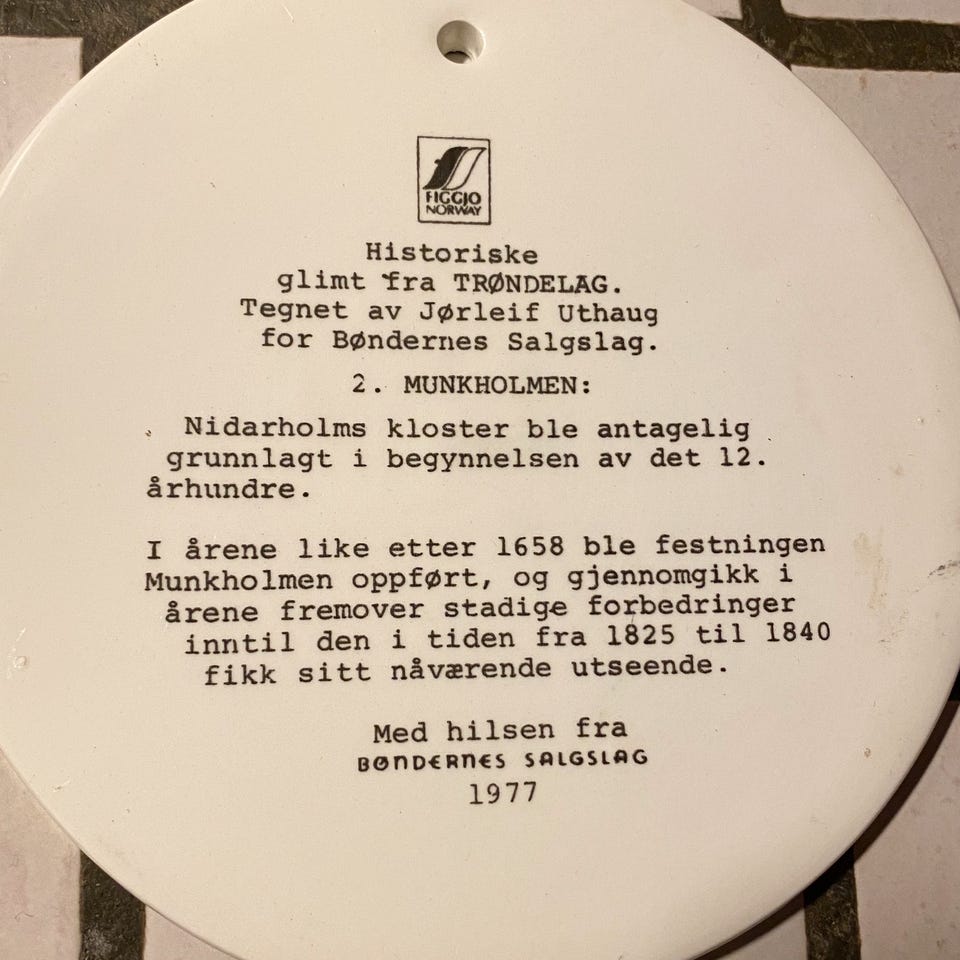 FIGGJO
NORWAY
Historiske
glimt fra TRØNDELAG.
Tegnet av Jørleif Uthaug
for Bøndernes Salgslag.
2. MUNKHOLMEN:
Nidarholms kloster ble antagelig
grunnlagt i begynnelsen av det 12.
århundre.
I årene like etter 1658 ble festningen
Munkholmen oppført, og gjennomgikk i
årene fremover stadige forbedringer
inntil den i tiden fra 1825 til 1840
fikk sitt nåværende utseende.
Med hilsen fra
BØNDERNES SALGSLAG
1977